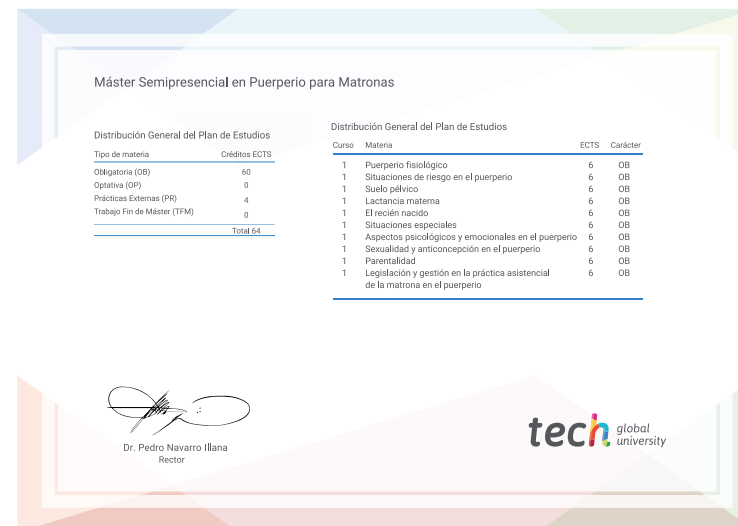 Máster Semipresencial en Puerperio para Matronas
Distribución General del Plan de Estudios
Tipo de materia Créditos ECTS
Obligatoria (OB) 60
Optativa (OP) 0
Prácticas Externas (PR) 4
Trabajo Fin de Máster (TFM) 0
Total 64
Distribución General del Plan de Estudios
Curso Materia ECTS Carácter
1 Puerperio fisiológico 6 OB
1 Situaciones de riesgo en el puerperio 6 OB
1 Suelo pélvico 6 OB
1 Lactancia materna 6 OB
1 El recién nacido 6 OB
1 Situaciones especiales 6 OB
1 Aspectos psicológicos y emocionales en el puerperio 6 OB
1 Sexualidad y anticoncepción en el puerperio 6 OB
1 Parentalidad 6 OB
1 Legislación y gestión en la práctica asistencial 6 OB
de la matrona en el puerperio
Dr. Pedro Navarro Illana
Rector
tech global
university